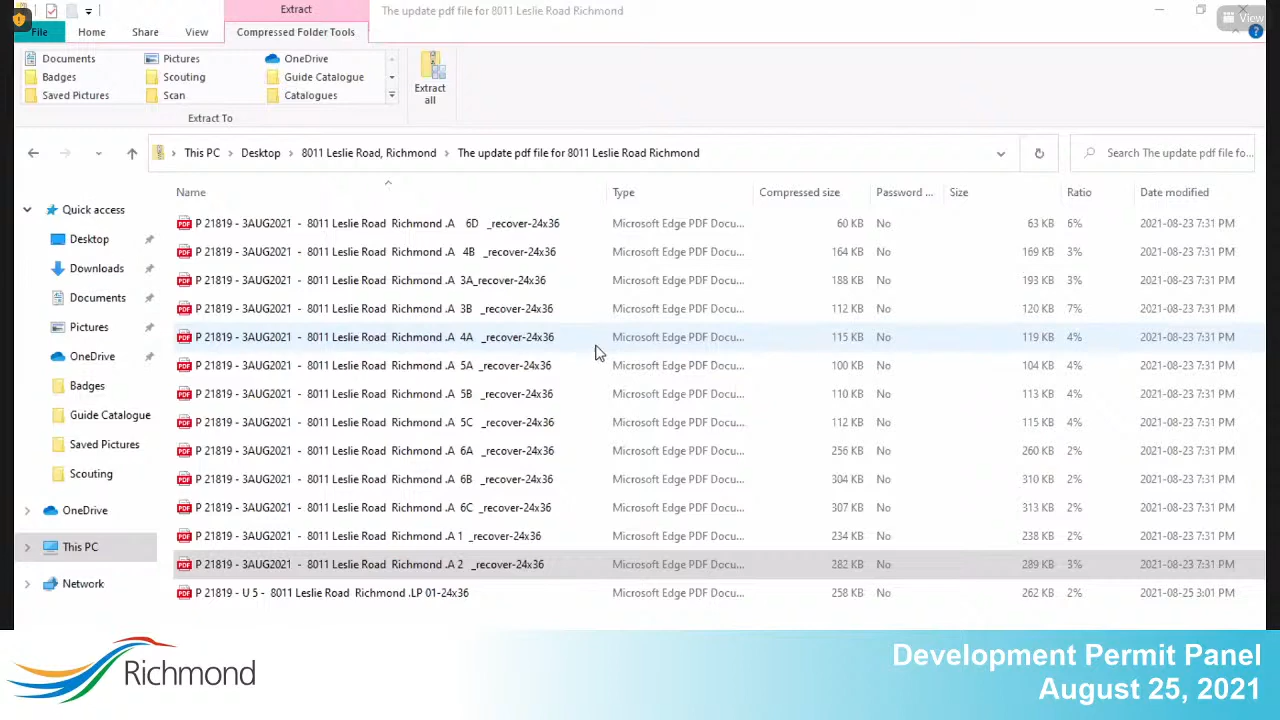 Extract
The update pdf file for 8011 Leslie Road Richmond
View
File Home Share View Compressed Folder Tools
Documents Pictures OneDrive
Badges Scouting Guide Catalogue
Saved Pictures Scan Catalogues
Extract all
Extract To
This PC Desktop 8011 Leslie Road, Richmond The update pdf file for 8011 Leslie Road Richmond Search The update pdf file fo...
Name Type Compressed size Password ... Size Ratio Date modified
Quick access
Desktop
Downloads
Documents
Pictures
OneDrive
Badges
Guide Catalogue
Saved Pictures
Scouting
OneDrive
This PC
Network
P 21819 - 3AUG2021 - 8011 Leslie Road Richmond .A 6D _recover-24x36 Microsoft Edge PDF Docu... 60 KB No 63 KB 6% 2021-08-23 7:31 PM
P 21819 - 3AUG2021 - 8011 Leslie Road Richmond .A 4B _recover-24x36 Microsoft Edge PDF Docu... 164 KB No 169 KB 3% 2021-08-23 7:31 PM
P 21819 - 3AUG2021 - 8011 Leslie Road Richmond .A 3A_recover-24x36 Microsoft Edge PDF Docu... 188 KB No 193 KB 3% 2021-08-23 7:31 PM
P 21819 - 3AUG2021 - 8011 Leslie Road Richmond .A 3B _recover-24x36 Microsoft Edge PDF Docu... 112 KB No 120 KB 7% 2021-08-23 7:31 PM
P 21819 - 3AUG2021 - 8011 Leslie Road Richmond .A 4A _recover-24x36 Microsoft Edge PDF Docu... 115 KB No 119 KB 4% 2021-08-23 7:31 PM
P 21819 - 3AUG2021 - 8011 Leslie Road Richmond .A 5A _recover-24x36 Microsoft Edge PDF Docu... 100 KB No 104 KB 4% 2021-08-23 7:31 PM
P 21819 - 3AUG2021 - 8011 Leslie Road Richmond .A 5B _recover-24x36 Microsoft Edge PDF Docu... 110 KB No 113 KB 4% 2021-08-23 7:31 PM
P 21819 - 3AUG2021 - 8011 Leslie Road Richmond .A 5C _recover-24x36 Microsoft Edge PDF Docu... 112 KB No 115 KB 4% 2021-08-23 7:31 PM
P 21819 - 3AUG2021 - 8011 Leslie Road Richmond .A 6A _recover-24x36 Microsoft Edge PDF Docu... 256 KB No 260 KB 2% 2021-08-23 7:31 PM
P 21819 - 3AUG2021 - 8011 Leslie Road Richmond .A 6B _recover-24x36 Microsoft Edge PDF Docu... 304 KB No 310 KB 2% 2021-08-23 7:31 PM
P 21819 - 3AUG2021 - 8011 Leslie Road Richmond .A 6C _recover-24x36 Microsoft Edge PDF Docu... 307 KB No 313 KB 2% 2021-08-23 7:31 PM
P 21819 - 3AUG2021 - 8011 Leslie Road Richmond .A 1 _recover-24x36 Microsoft Edge PDF Docu... 234 KB No 238 KB 2% 2021-08-23 7:31 PM
P 21819 - 3AUG2021 - 8011 Leslie Road Richmond .A 2 _recover-24x36 Microsoft Edge PDF Docu... 282 KB No 289 KB 3% 2021-08-23 7:31 PM
P 21819 - U 5 - 8011 Leslie Road Richmond .LP 01-24x36 Microsoft Edge PDF Docu... 258 KB No 262 KB 2% 2021-08-25 3:01 PM
Richmond
Development Permit Panel
August 25, 2021